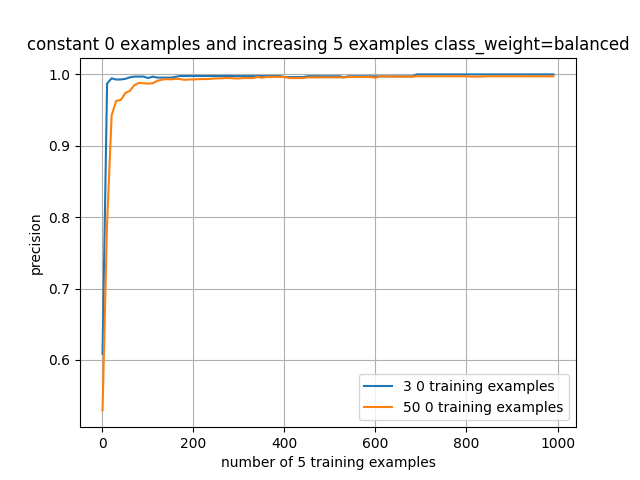 constant 0 examples and increasing 5 examples class_weight=balanced
1.0
0.9
0.8
0.7
0.6
precision
3 0 training examples
50 0 training examples
0 200 400 600 800 1000
number of 5 training examples